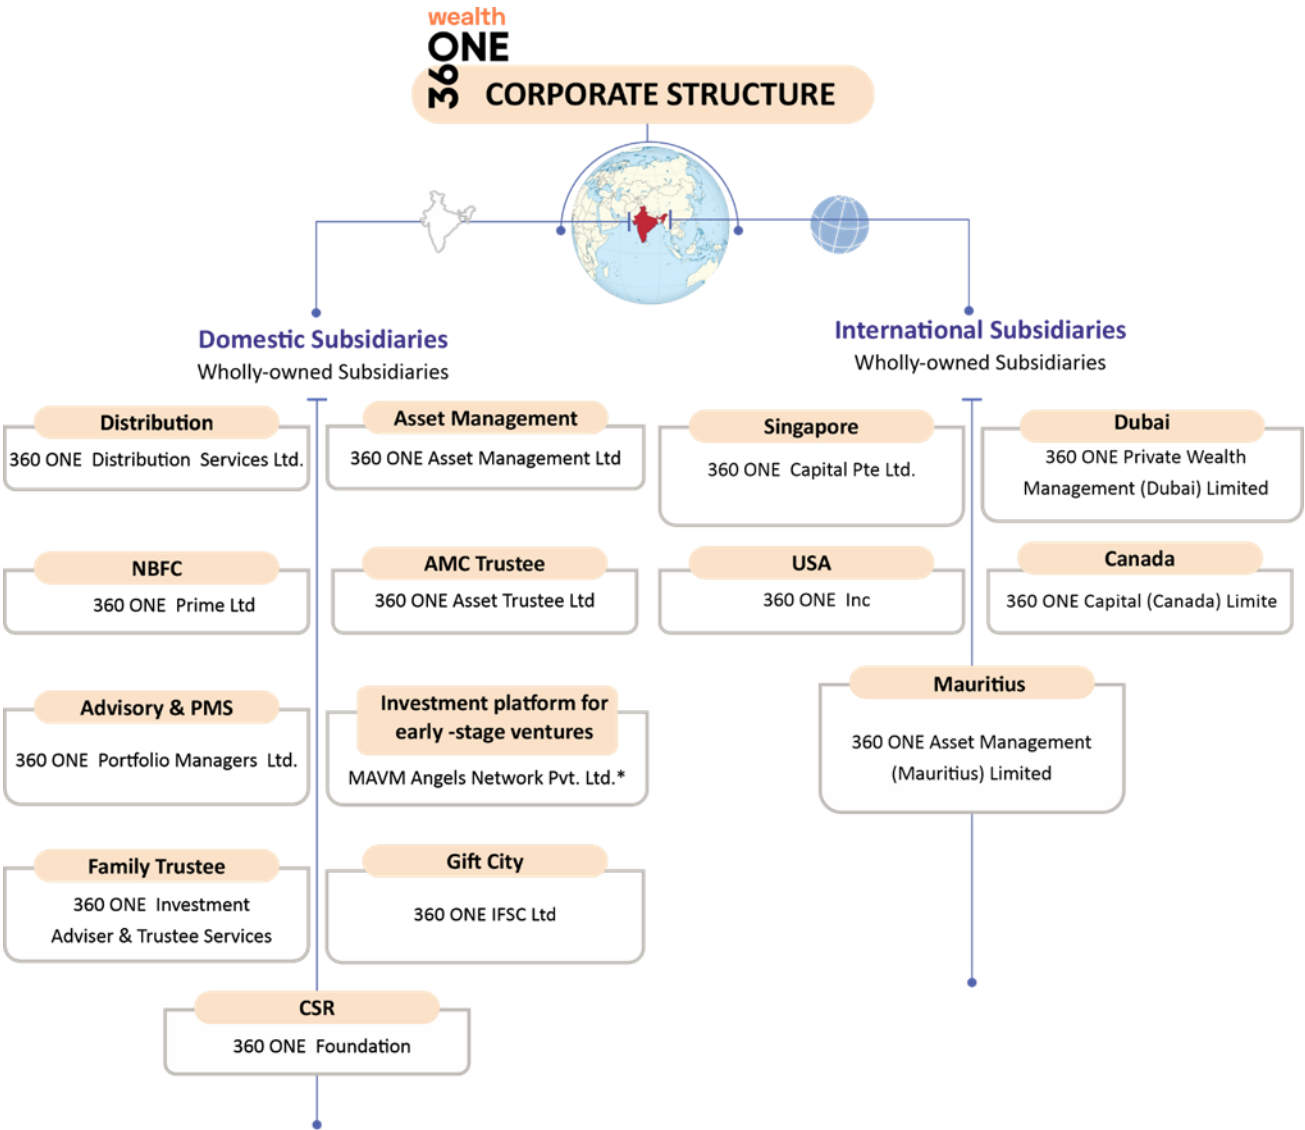 wealth
360NE
CORPORATE STRUCTURE
Domestic Subsidiaries
Wholly-owned Subsidiaries
Distribution
360 ONE Distribution Services Ltd.
Asset Management
360 ONE Asset Management Ltd
NBFC
360 ONE Prime Ltd
AMC Trustee
360 ONE Asset Trustee Ltd
Advisory & PMS
360 ONE Portfolio Managers Ltd.
Investment platform for
early -stage ventures
MAVM Angels Network Pvt. Ltd.*
Family Trustee
360 ONE Investment
Adviser & Trustee Services
Gift City
360 ONE IFSC Ltd
CSR
360 ONE Foundation
International Subsidiaries
Wholly-owned Subsidiaries
Singapore
360 ONE Capital Pte Ltd.
Dubai
360 ONE Private Wealth
Management (Dubai) Limited
USA
360 ONE Inc
Canada
360 ONE Capital (Canada) Limite
Mauritius
360 ONE Asset Management
(Mauritius) Limited